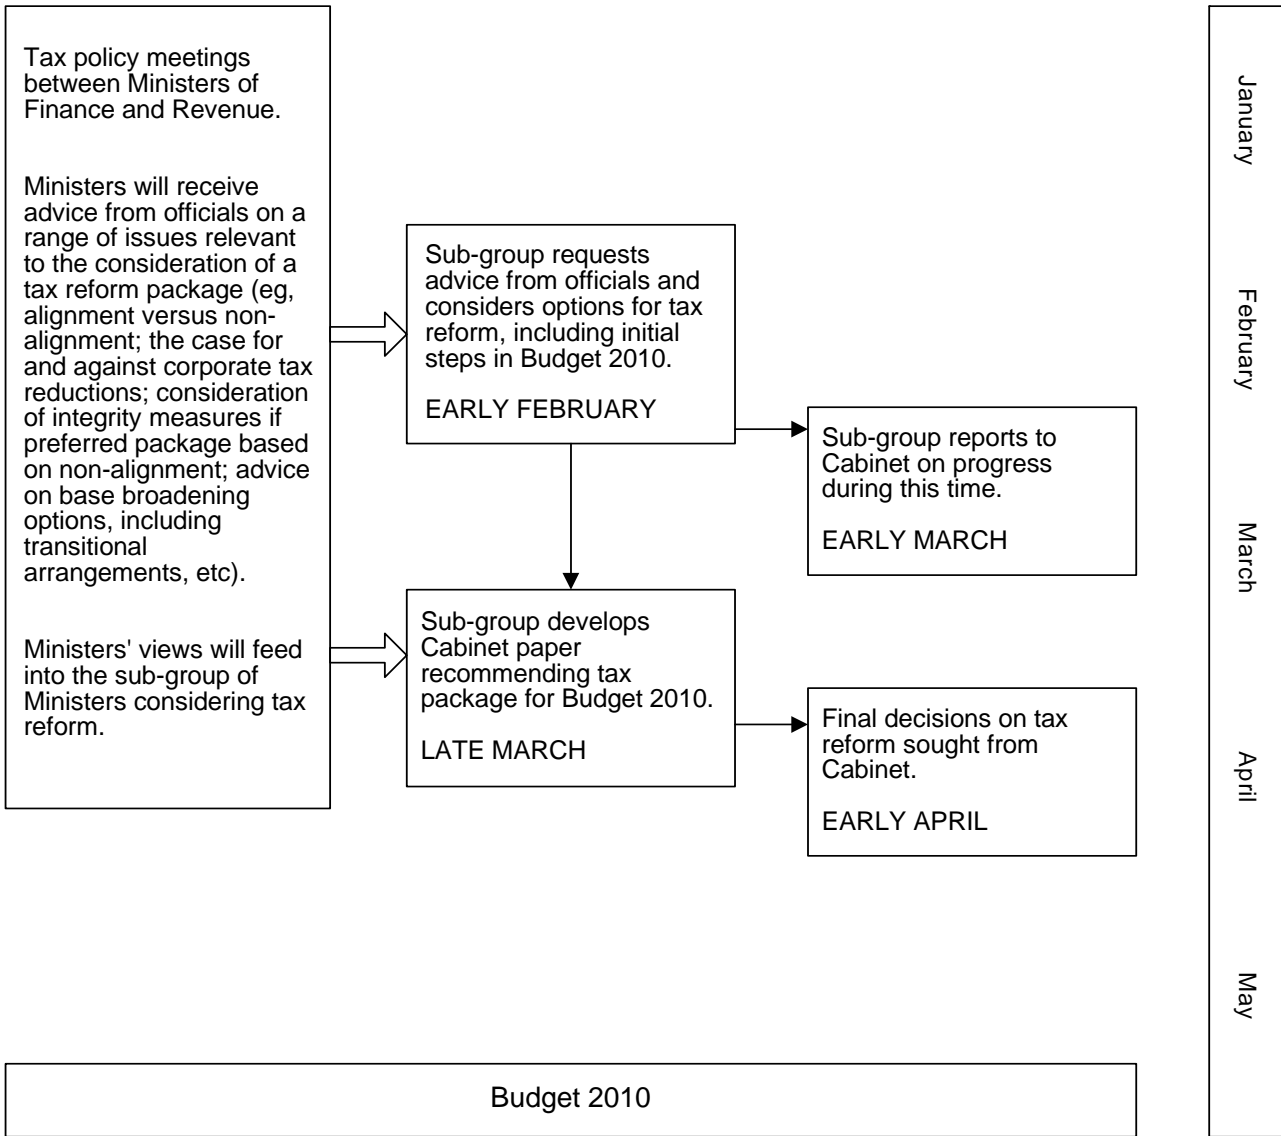 Tax policy meetings
between Ministers of
Finance and Revenue.
Ministers will receive
advice from officials on a
range of issues relevant
to the consideration of a
tax reform package (eg,
alignment versus non-
alignment; the case for
and against corporate tax
reductions; consideration
of integrity measures if
preferred package based
on non-alignment; advice
on base broadening
options, including
transitional
arrangements, etc).
Ministers' views will feed
into the sub-group of
Ministers considering tax
reform.
Sub-group requests
advice from officials and
considers options for tax
reform, including initial
steps in Budget 2010.
EARLY FEBRUARY
Sub-group reports to
Cabinet on progress
during this time.
EARLY MARCH
Sub-group develops
Cabinet paper
recommending tax
package for Budget 2010.
LATE MARCH
Final decisions on tax
reform sought from
Cabinet.
EARLY APRIL
January
February
March
April
May
Budget 2010